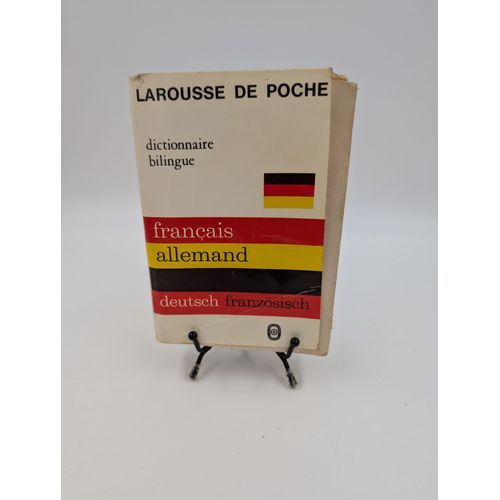 LAROUSSE DE POCHE
dictionnaire
bilingue
français
allemand
deutsch französisch